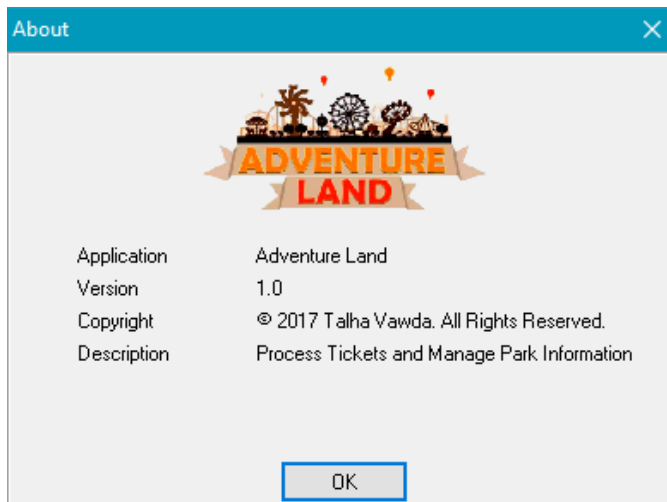 About
ADVENTURE
LAND
Application Adventure Land
Version 1.0
Copyright © 2017 Talha Vawda. All Rights Reserved.
Description Process Tickets and Manage Park Information
OK